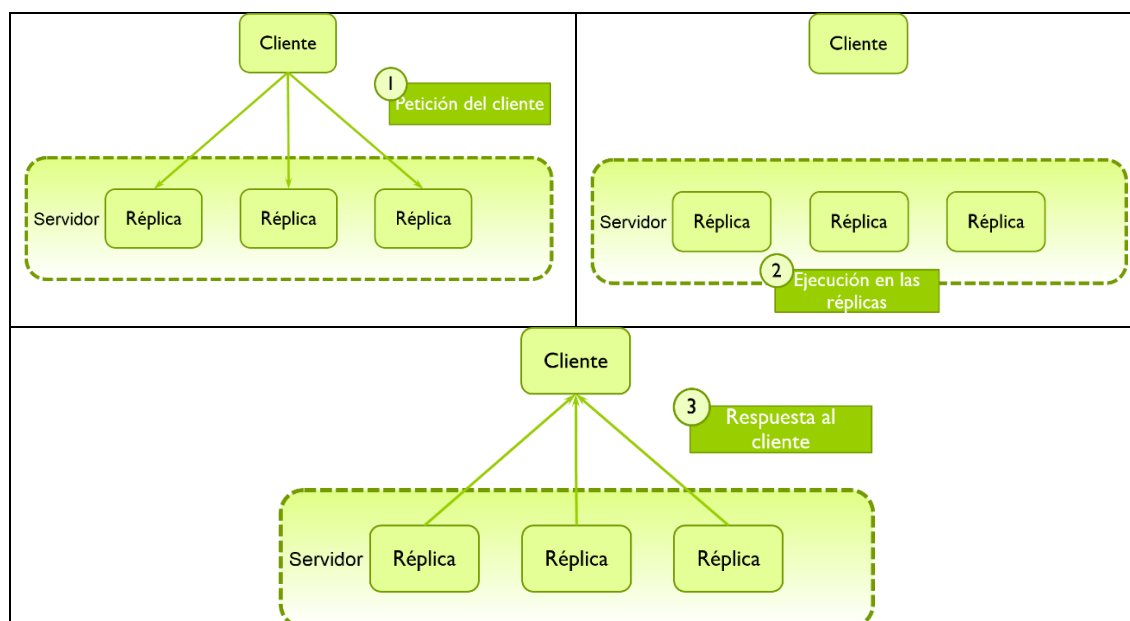 Cliente
1
Petición del cliente
Servidor
Réplica
Réplica
Réplica
Cliente
Servidor
Réplica
Réplica
Réplica
2
Ejecución en las
réplicas
Cliente
3
Respuesta al
cliente
Servidor
Réplica
Réplica
Réplica